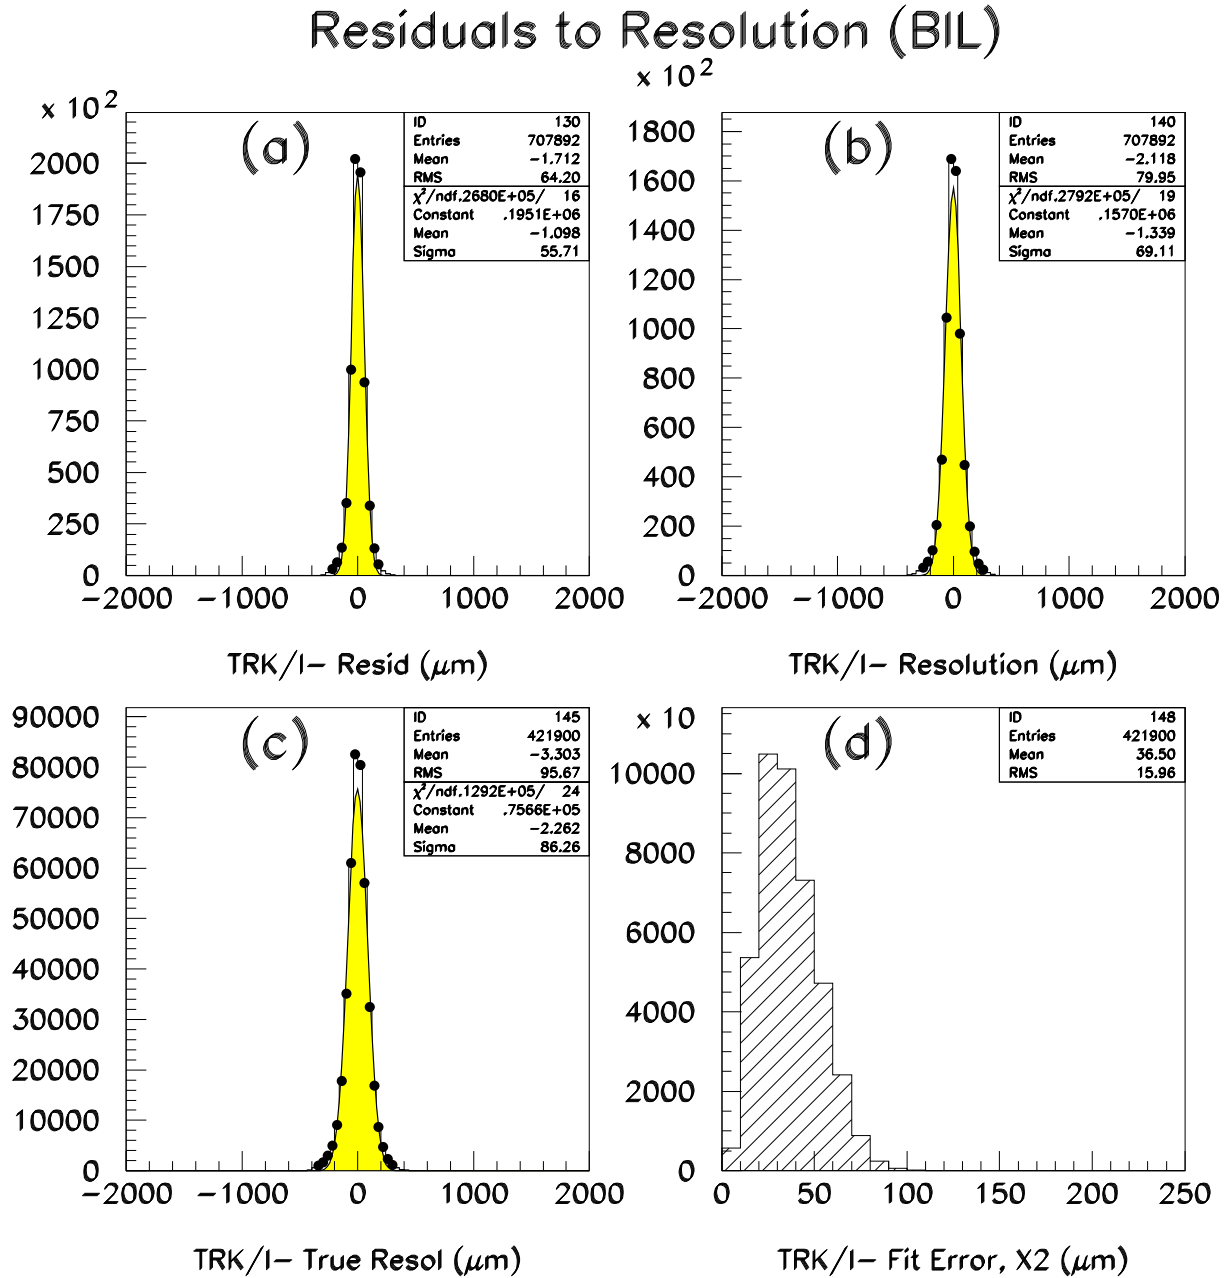 Residuals to Resolution (BIL)
x 10²
(a)
ID 130
Entries 707892
Mean -1.712
RMS 64.20
χ²/ndf.2680E+05/ 16
Constant .1951E+06
Mean -1.098
Sigma 55.71
2000
1750
1500
1250
1000
750
500
250
0
-2000 -1000 0 1000 2000
TRK/I- Resid (μm)
x 10²
(b)
ID 140
Entries 707892
Mean -2.118
RMS 79.95
χ²/ndf.2792E+05/ 19
Constant .1570E+06
Mean -1.339
Sigma 69.11
1800
1600
1400
1200
1000
800
600
400
200
0
-2000 -1000 0 1000 2000
TRK/I- Resolution (μm)
(c)
ID 145
Entries 421900
Mean -3.303
RMS 95.67
χ²/ndf.1292E+05/ 24
Constant .7566E+05
Mean -2.262
Sigma 86.26
90000
80000
70000
60000
50000
40000
30000
20000
10000
0
-2000 -1000 0 1000 2000
TRK/I- True Resol (μm)
x 10
(d)
ID 148
Entries 421900
Mean 36.50
RMS 15.96
10000
8000
6000
4000
2000
0
0 50 100 150 200 250
TRK/I- Fit Error, X2 (μm)